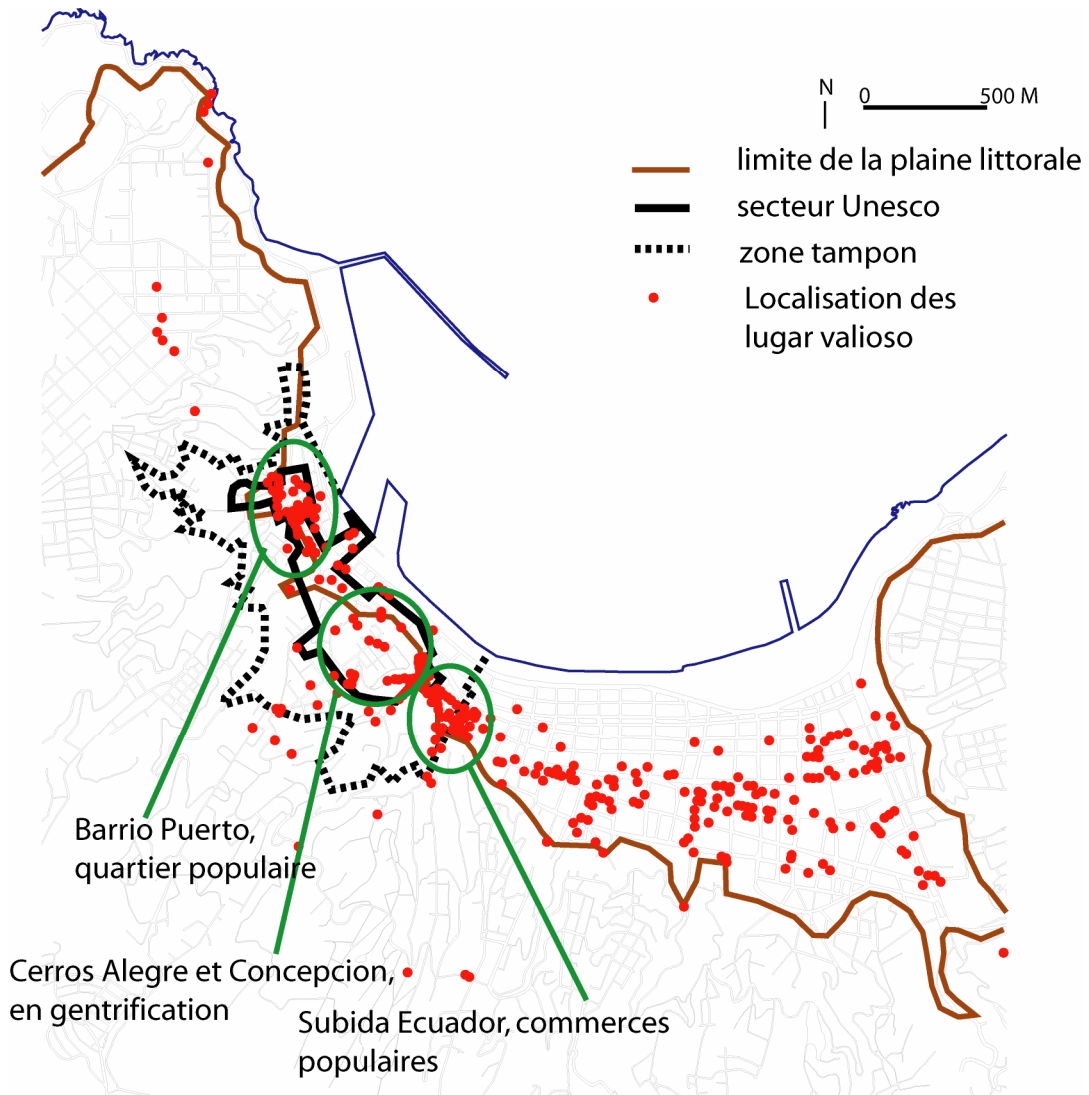 N
0 500 M
limite de la plaine littorale
secteur Unesco
zone tampon
Localisation des
lugar valioso
Barrio Puerto,
quartier populaire
Cerros Alegre et Concepcion,
en gentrification
Subida Ecuador, commerces
populaires